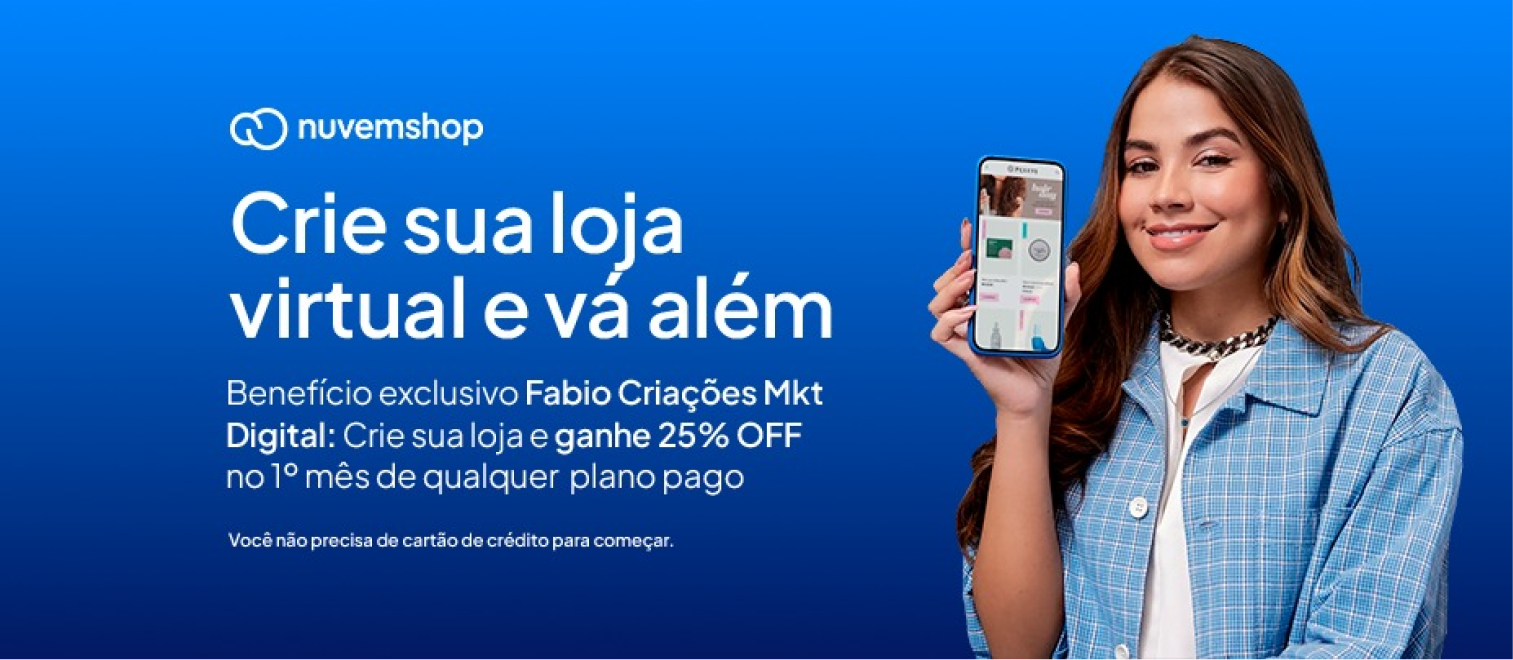 nuvemshop
Crie sua loja
virtual e vá além
Benefício exclusivo Fabio Criações Mkt
Digital: Crie sua loja e ganhe 25% OFF
no 1º mês de qualquer plano pago
Você não precisa de cartão de crédito para começar.